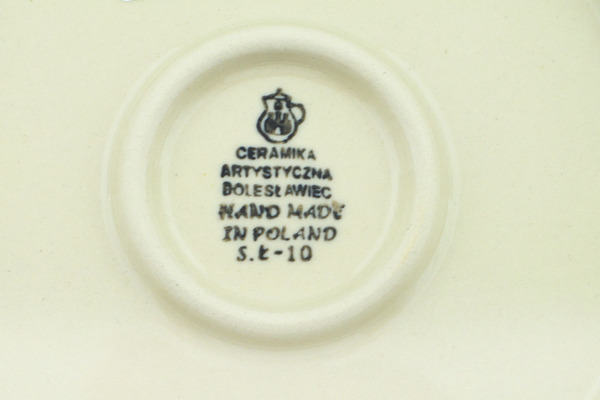 CERAMIKA
ARTYSTYCZNA
BOLESŁAWIEC
HAND MADE
IN POLAND
S.Ł-10